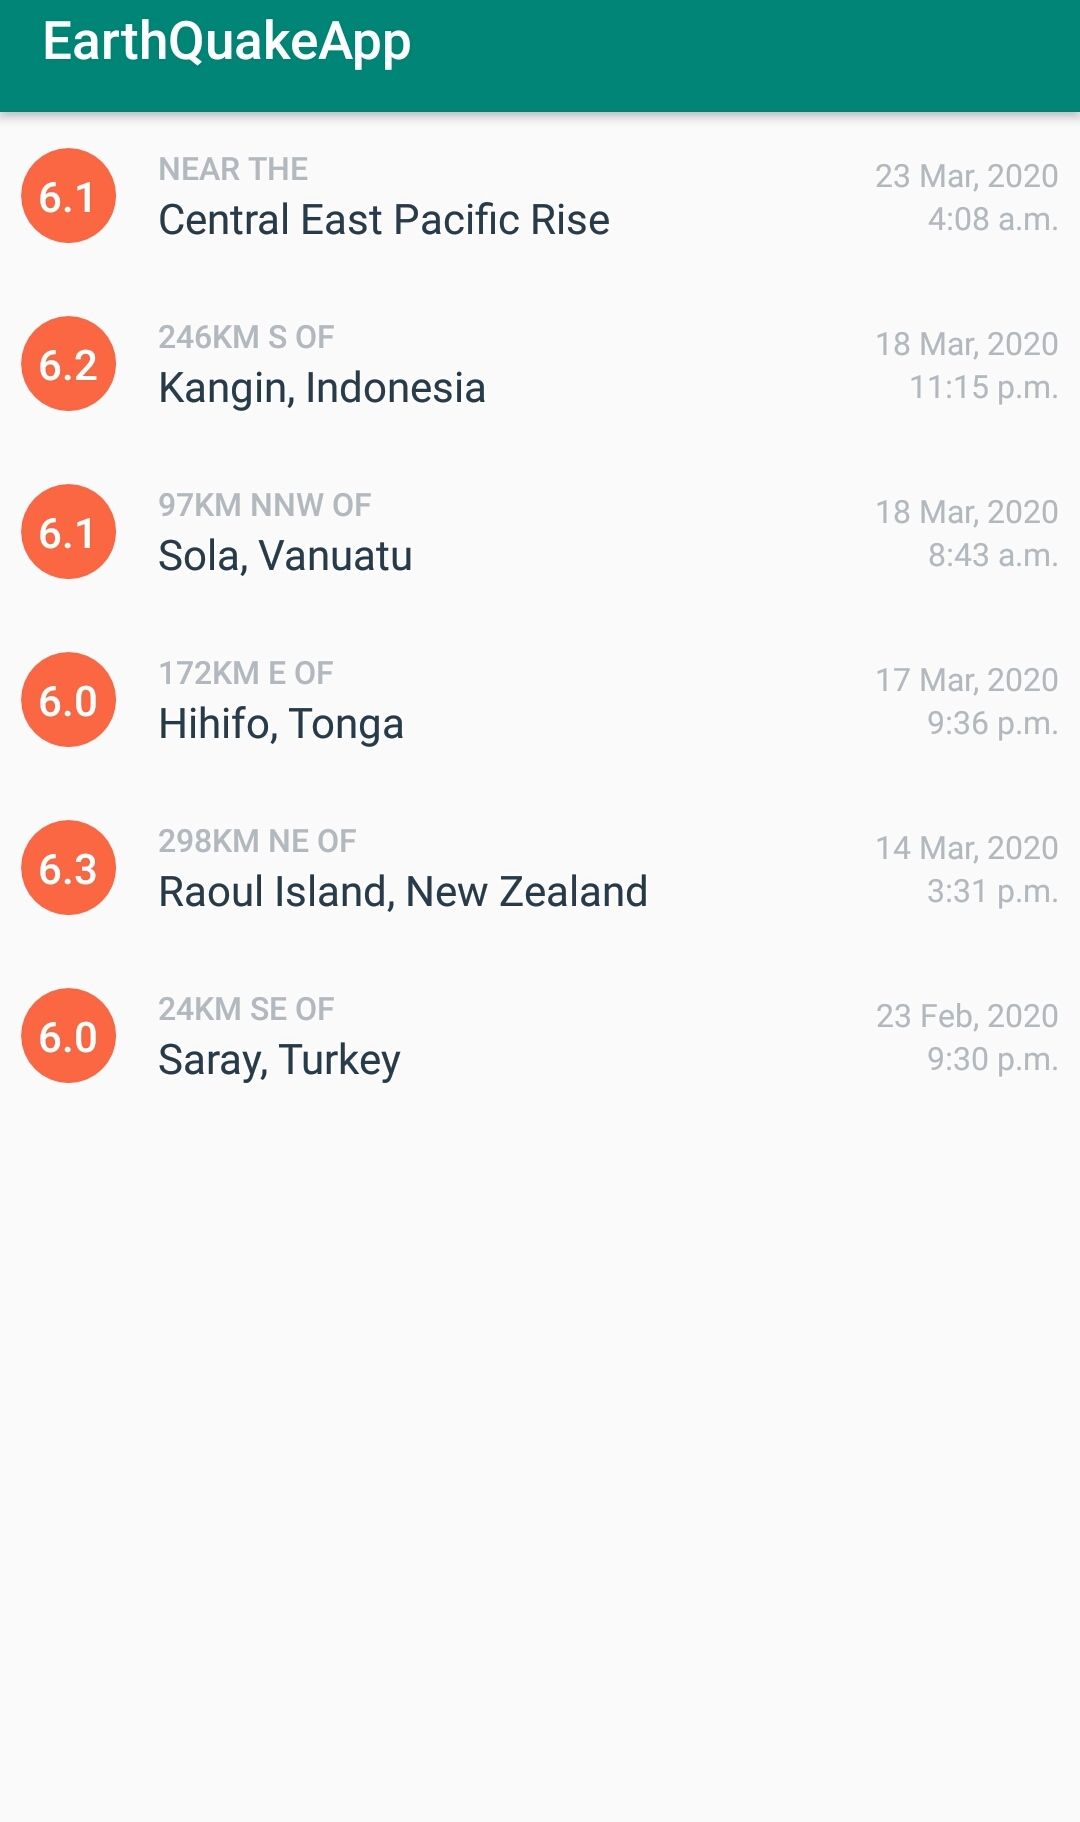 EarthQuakeApp
6.1
NEAR THE
Central East Pacific Rise
23 Mar, 2020
4:08 a.m.
6.2
246KM S OF
Kangin, Indonesia
18 Mar, 2020
11:15 p.m.
6.1
97KM NNW OF
Sola, Vanuatu
18 Mar, 2020
8:43 a.m.
6.0
172KM E OF
Hihifo, Tonga
17 Mar, 2020
9:36 p.m.
6.3
298KM NE OF
Raoul Island, New Zealand
14 Mar, 2020
3:31 p.m.
6.0
24KM SE OF
Saray, Turkey
23 Feb, 2020
9:30 p.m.